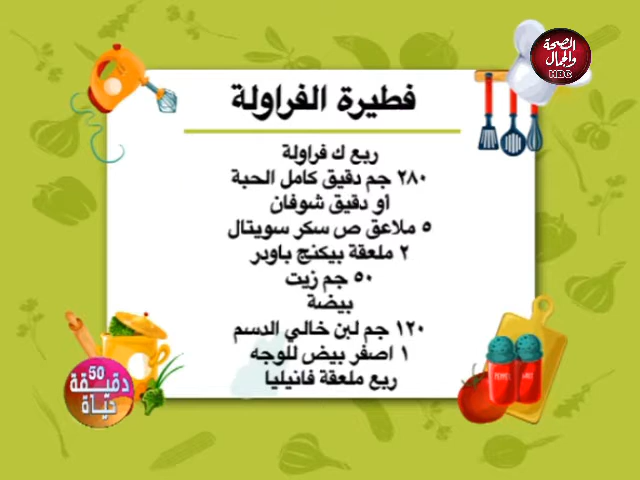 الصحة
والجمال
HBC
فطيرة الفراولة
ربع ك فراولة
٢٨٠ جم دقيق كامل الحبة
أو دقيق شوفان
٥ ملاعق ص سكر سويتال
٢ ملعقة بيكنج باودر
٥٠ جم زيت
بيضة
١٢٠ جم لبن خالي الدسم
١ اصفر بيض للوجه
ربع ملعقة فانيليا
50
دقيقة
حياة